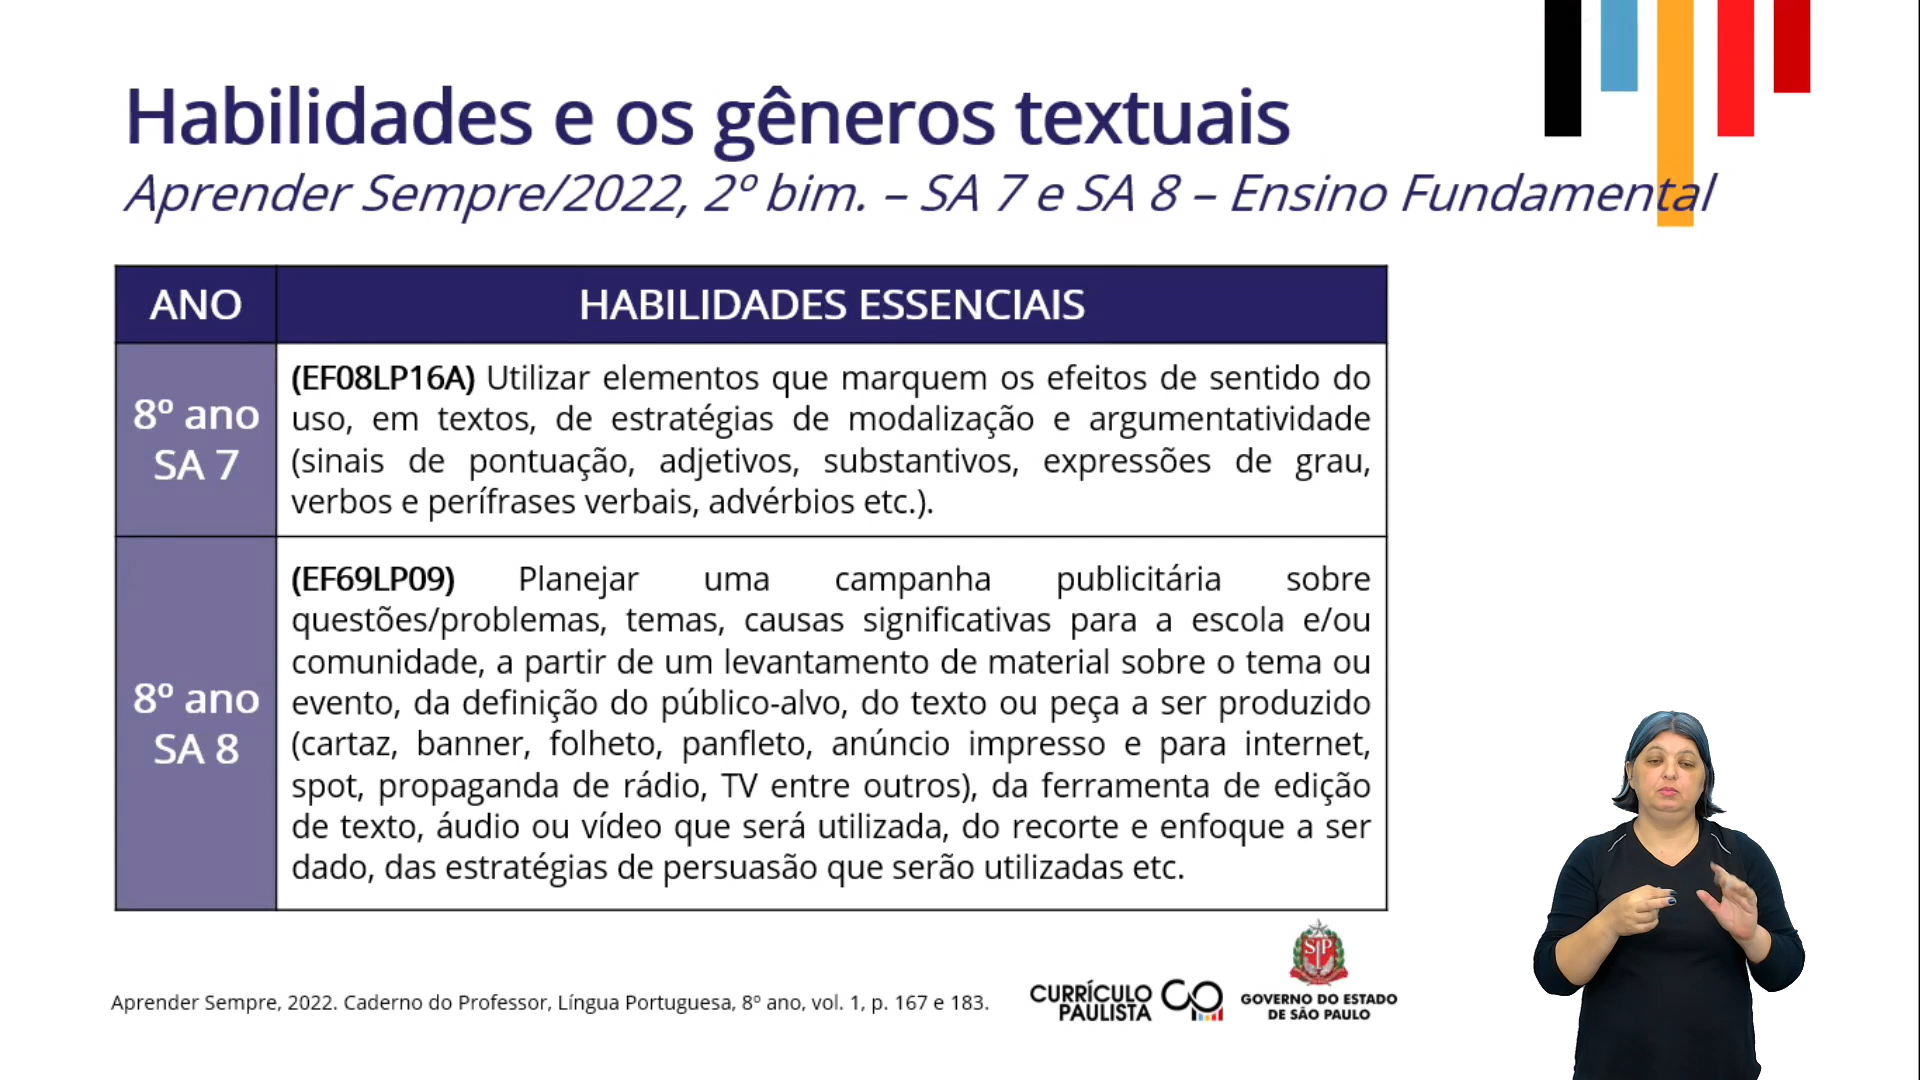 Habilidades e os gêneros textuais
Aprender Sempre/2022, 2º bim. – SA 7 e SA 8 – Ensino Fundamental
ANO
HABILIDADES ESSENCIAIS
8º ano
SA 7
(EF08LP16A) Utilizar elementos que marquem os efeitos de sentido do
uso, em textos, de estratégias de modalização e argumentatividade
(sinais de pontuação, adjetivos, substantivos, expressões de grau,
verbos e perífrases verbais, advérbios etc.).
8º ano
SA 8
(EF69LP09) Planejar uma campanha publicitária sobre
questões/problemas, temas, causas significativas para a escola e/ou
comunidade, a partir de um levantamento de material sobre o tema ou
evento, da definição do público-alvo, do texto ou peça a ser produzido
(cartaz, banner, folheto, panfleto, anúncio impresso e para internet,
spot, propaganda de rádio, TV entre outros), da ferramenta de edição
de texto, áudio ou vídeo que será utilizada, do recorte e enfoque a ser
dado, das estratégias de persuasão que serão utilizadas etc.
Aprender Sempre, 2022. Caderno do Professor, Língua Portuguesa, 8º ano, vol. 1, p. 167 e 183.
CURRÍCULO
PAULISTA
SP
GOVERNO DO ESTADO
DE SÃO PAULO